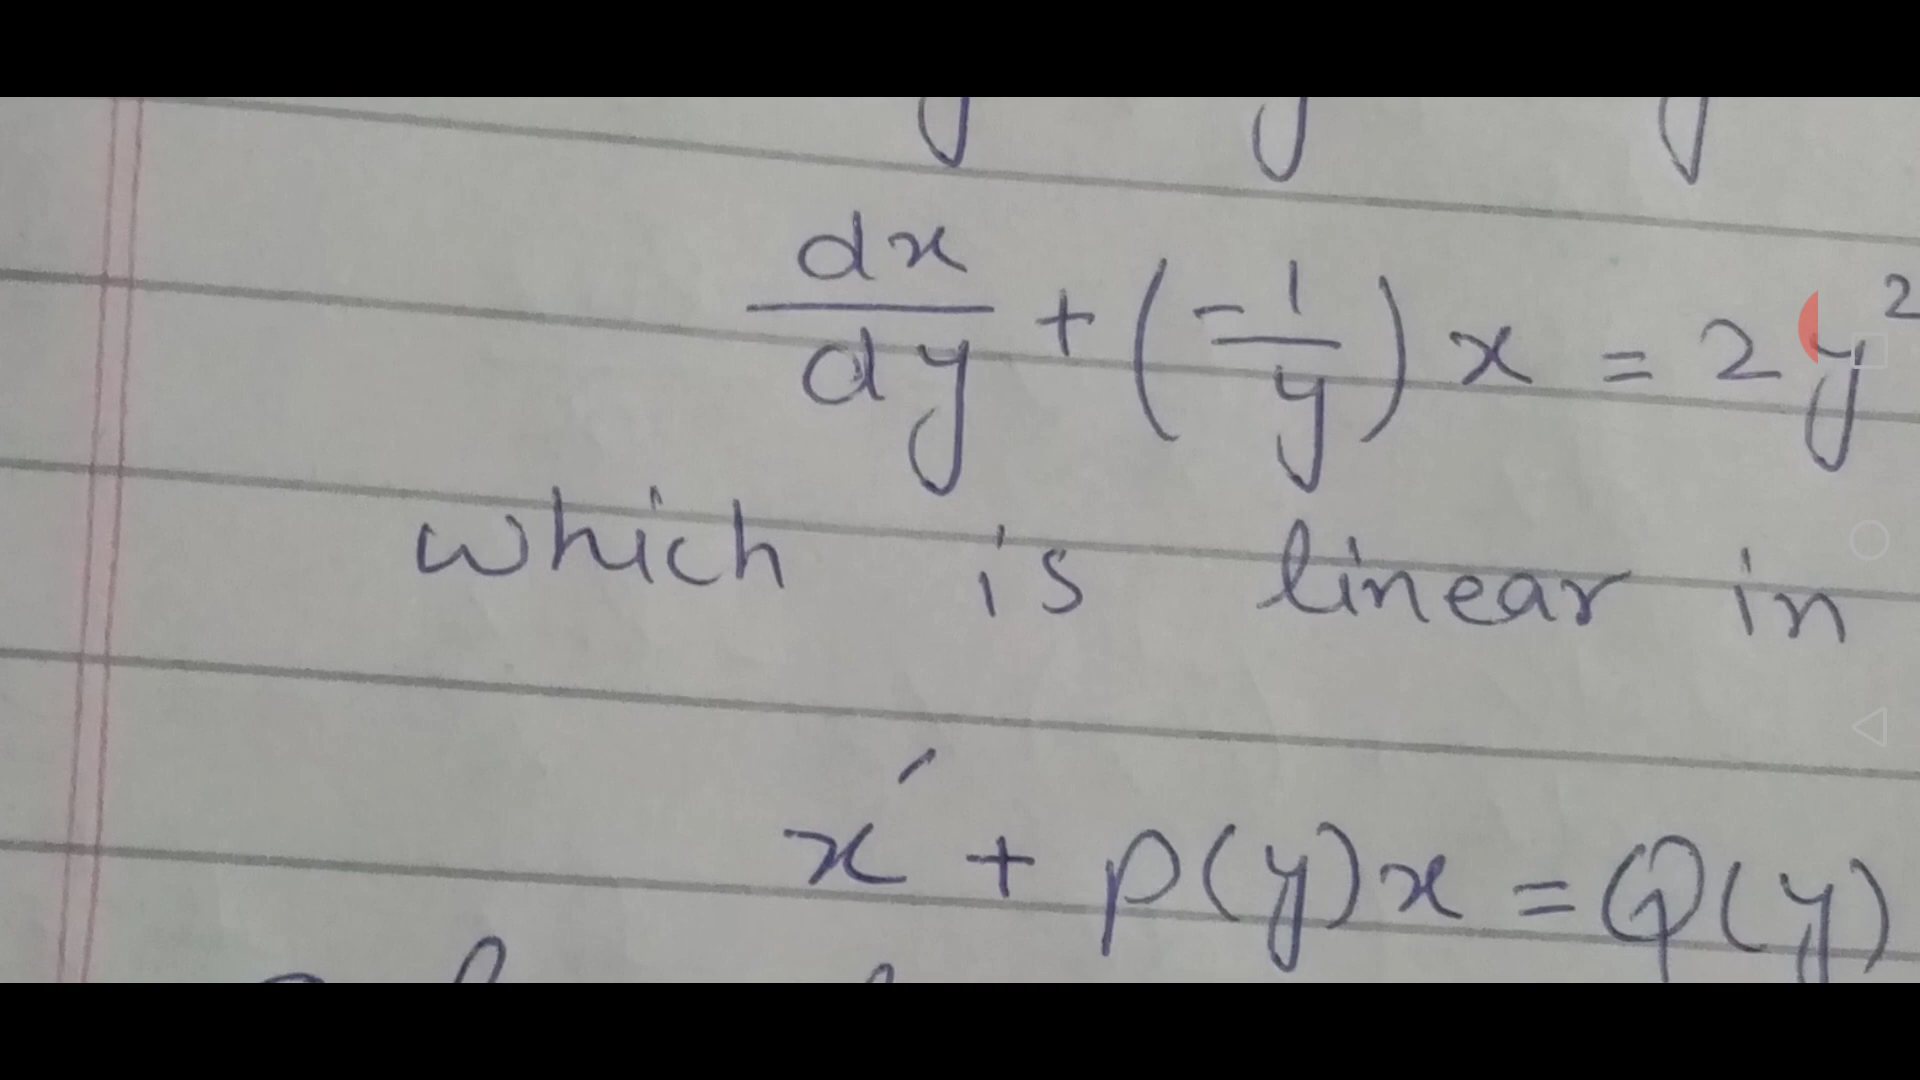 dx/dy + (-1/y) x = 2y²
which is linear in
x′ + p(y)x = Q(y)